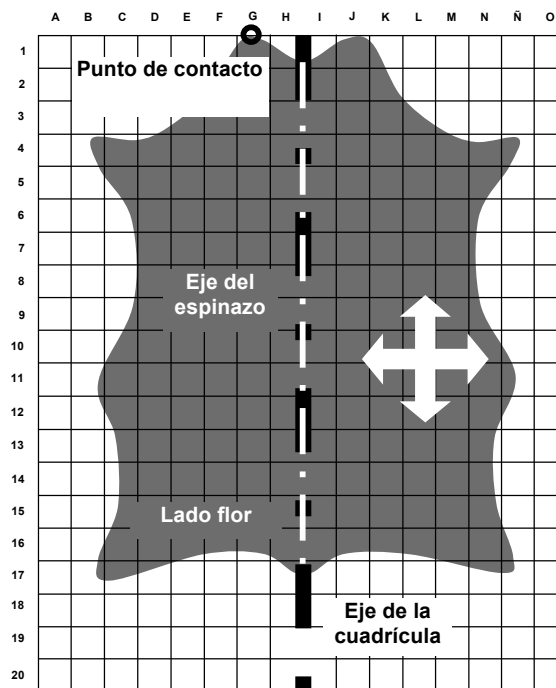 A B C D E F G H I J K L M N Ñ O
1
Punto de contacto
2
3
4
5
6
7
Eje del
8
espinazo
9
10
11
12
13
14
Lado flor
15
16
17
18
Eje de la
cuadrícula
19
20